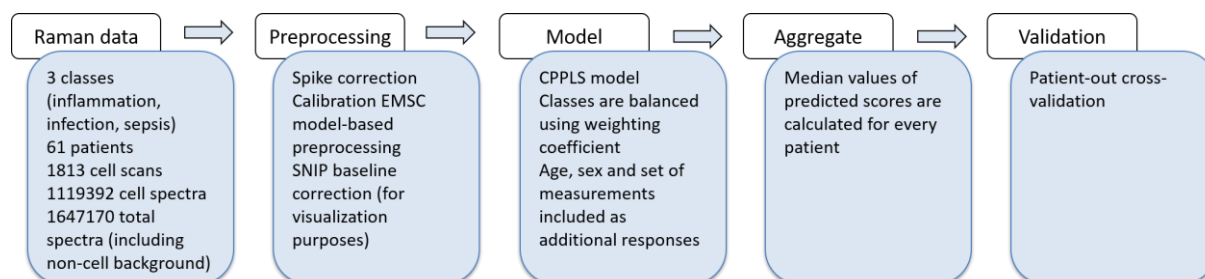 Raman data
3 classes
(inflammation,
infection, sepsis)
61 patients
1813 cell scans
1119392 cell spectra
1647170 total
spectra (including
non-cell background)
Preprocessing
Spike correction
Calibration EMSC
model-based
preprocessing
SNIP baseline
correction (for
visualization
purposes)
Model
CPPLS model
Classes are balanced
using weighting
coefficient
Age, sex and set of
measurements
included as
additional responses
Aggregate
Median values of
predicted scores are
calculated for every
patient
Validation
Patient-out cross-
validation